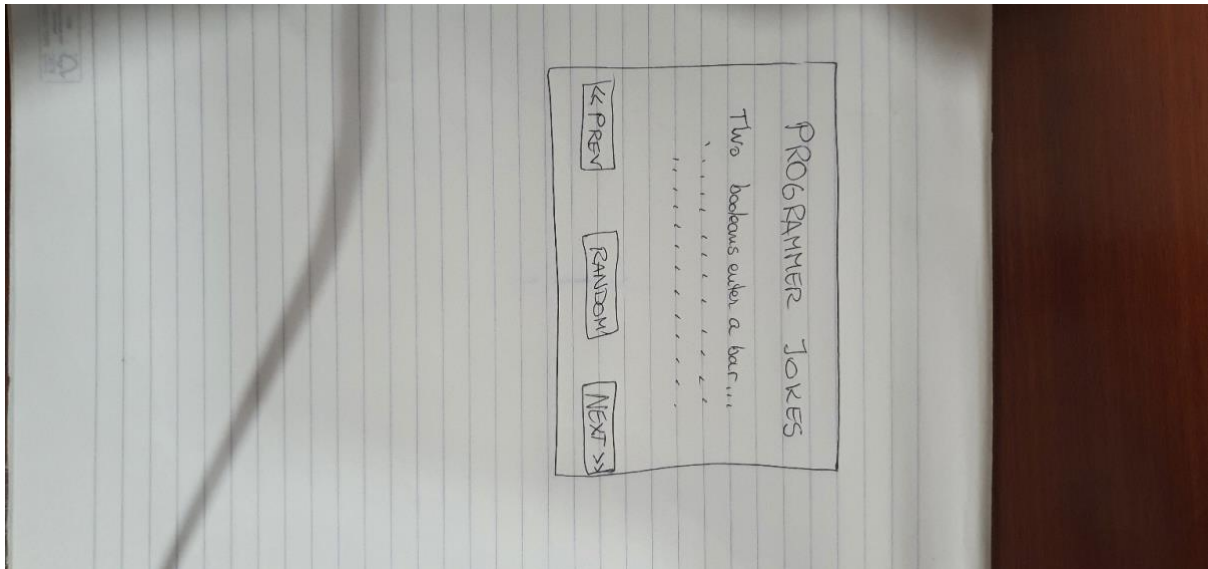 PROGRAMMER JOKES
Two booleans enter a bar...
<< PREV
RANDOM
NEXT >>